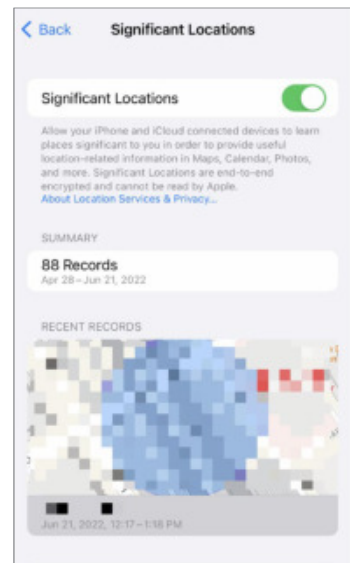 Back
Significant Locations
Significant Locations
Allow your iPhone and iCloud connected devices to learn
places significant to you in order to provide useful
location-related information in Maps, Calendar, Photos,
and more. Significant Locations are end-to-end
encrypted and cannot be read by Apple.
About Location Services & Privacy...
SUMMARY
88 Records
Apr 28–Jun 21, 2022
RECENT RECORDS
Jun 21, 2022, 12:17–1:18 PM